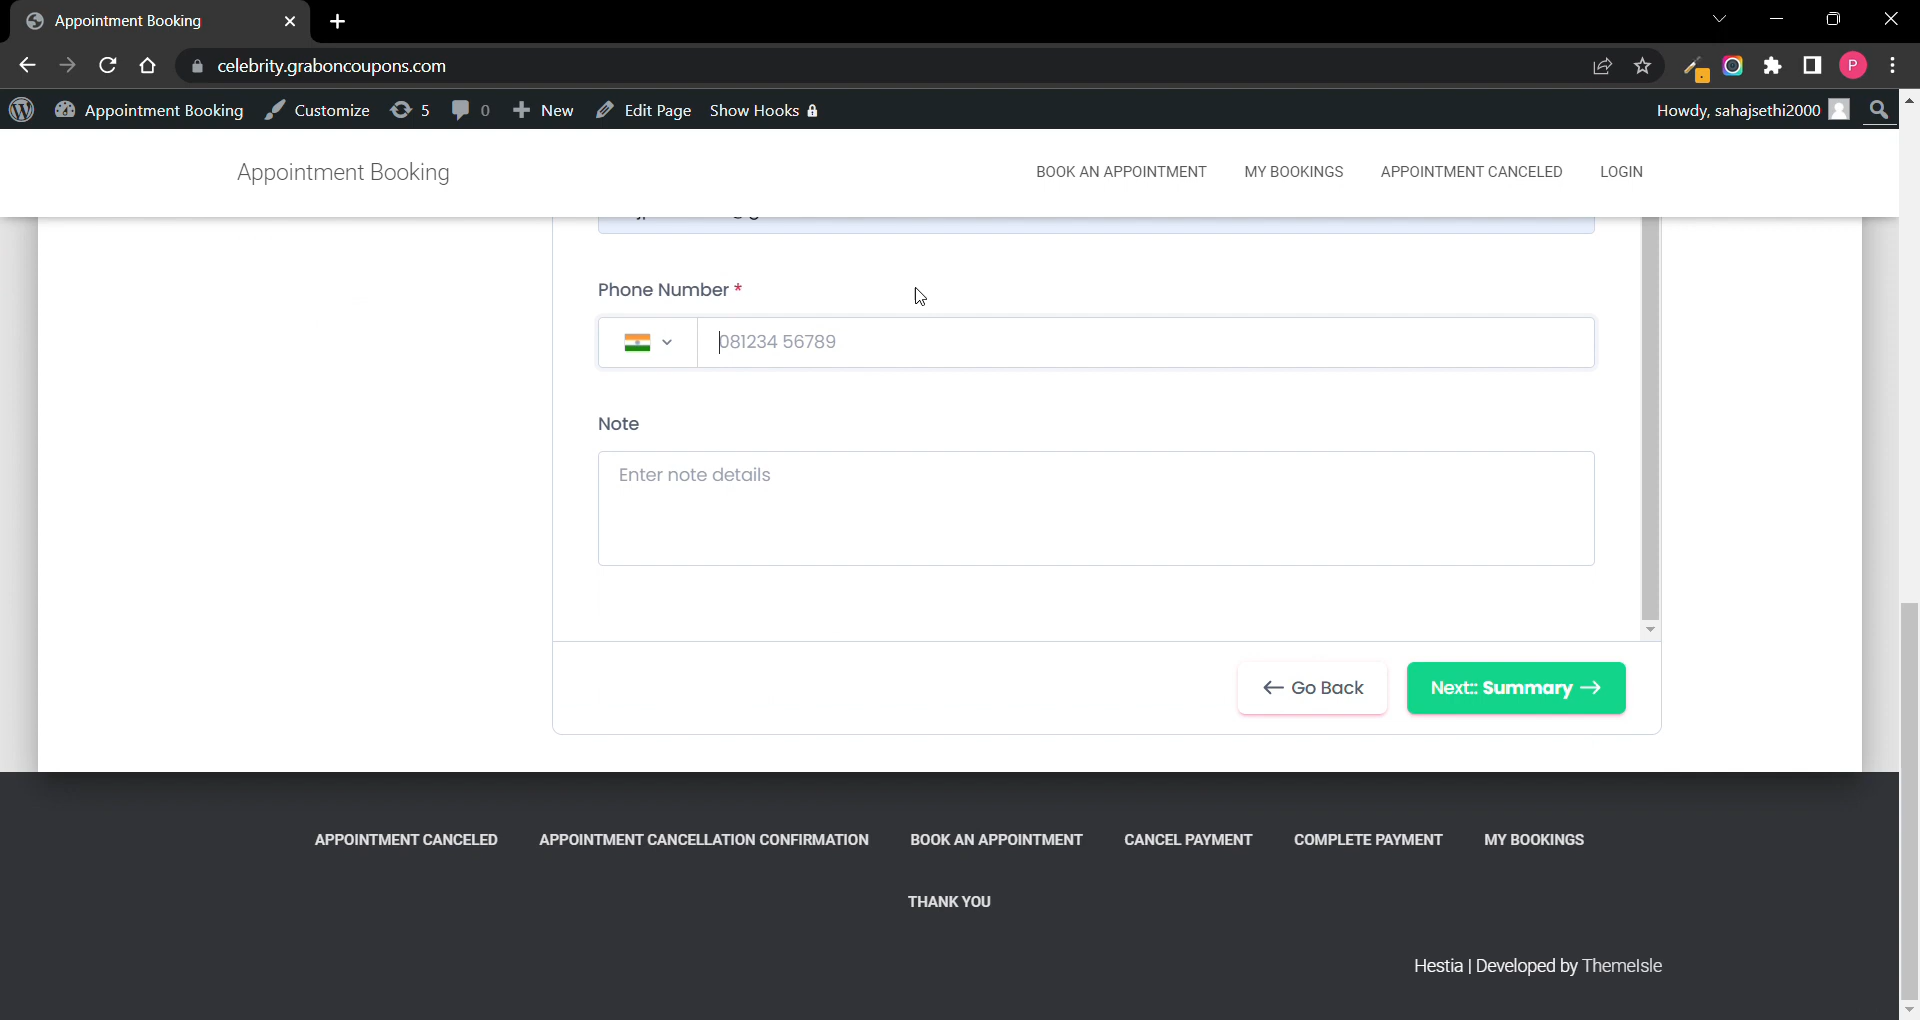 Appointment Booking
celebrity.graboncoupons.com
P
Appointment Booking Customize 5 0 New Edit Page Show Hooks Howdy, sahajsethi2000
Appointment Booking BOOK AN APPOINTMENT MY BOOKINGS APPOINTMENT CANCELED LOGIN
Phone Number *
081234 56789
Note
Enter note details
← Go Back Next:: Summary →
APPOINTMENT CANCELED APPOINTMENT CANCELLATION CONFIRMATION BOOK AN APPOINTMENT CANCEL PAYMENT COMPLETE PAYMENT MY BOOKINGS
THANK YOU
Hestia | Developed by ThemeIsle